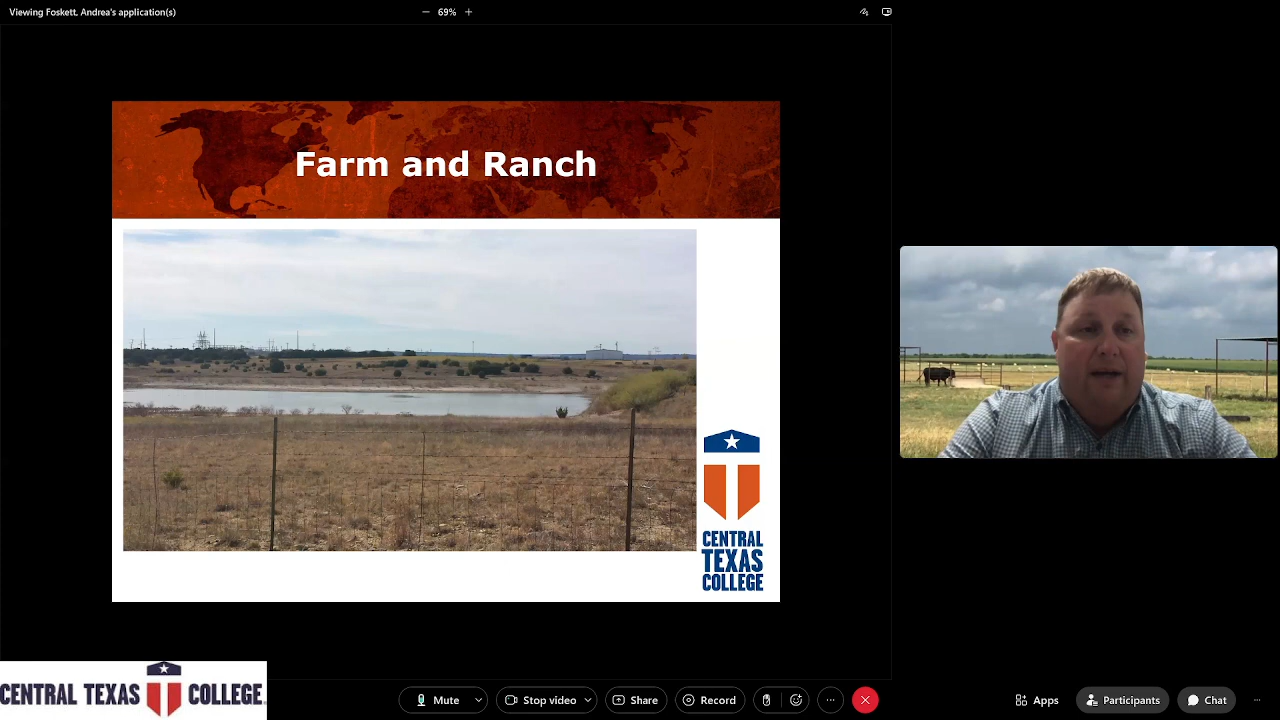 Viewing Foskett, Andrea's application(s)
69%
Farm and Ranch
CENTRAL
TEXAS
COLLEGE
CENTRAL TEXAS COLLEGE
Mute
Stop video
Share
Record
Apps
Participants
Chat